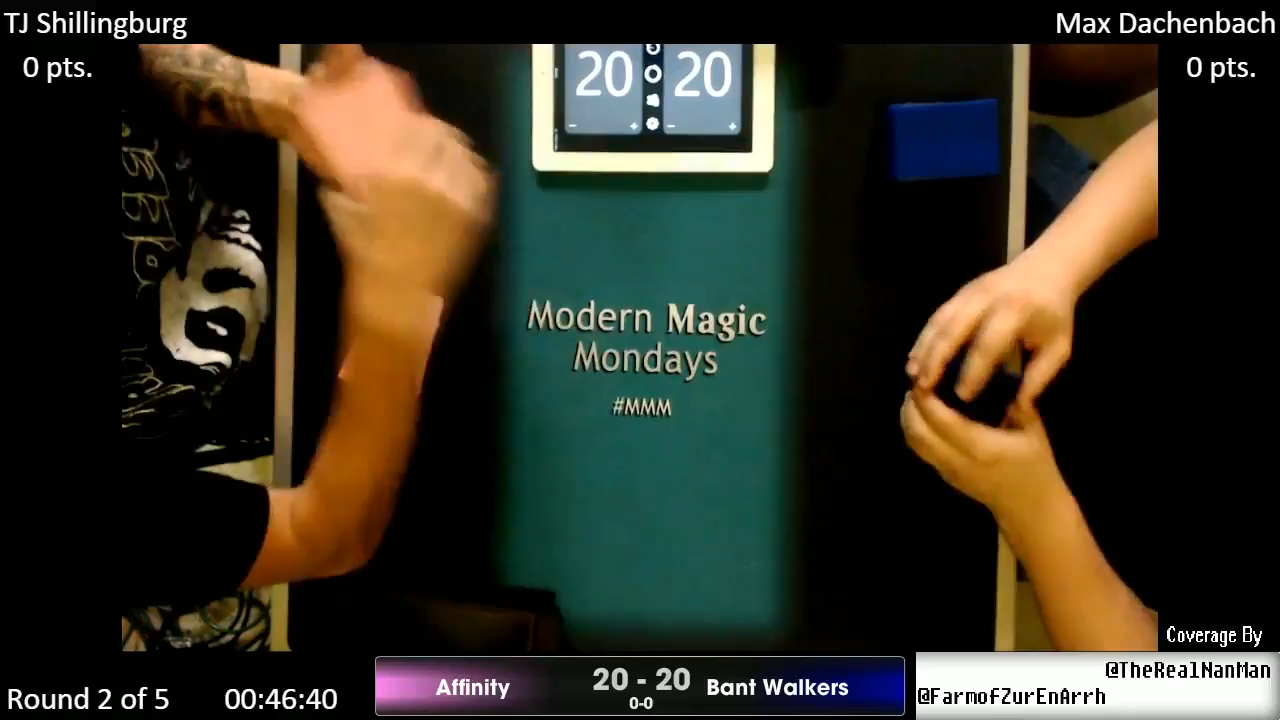 TJ Shillingburg
Max Dachenbach
0 pts.
0 pts.
20 20
Modern Magic
Mondays
#MMM
Coverage By
@TheRealNanMan
@FarmofZurEnArrh
Round 2 of 5
00:46:40
Affinity
20 - 20
0-0
Bant Walkers